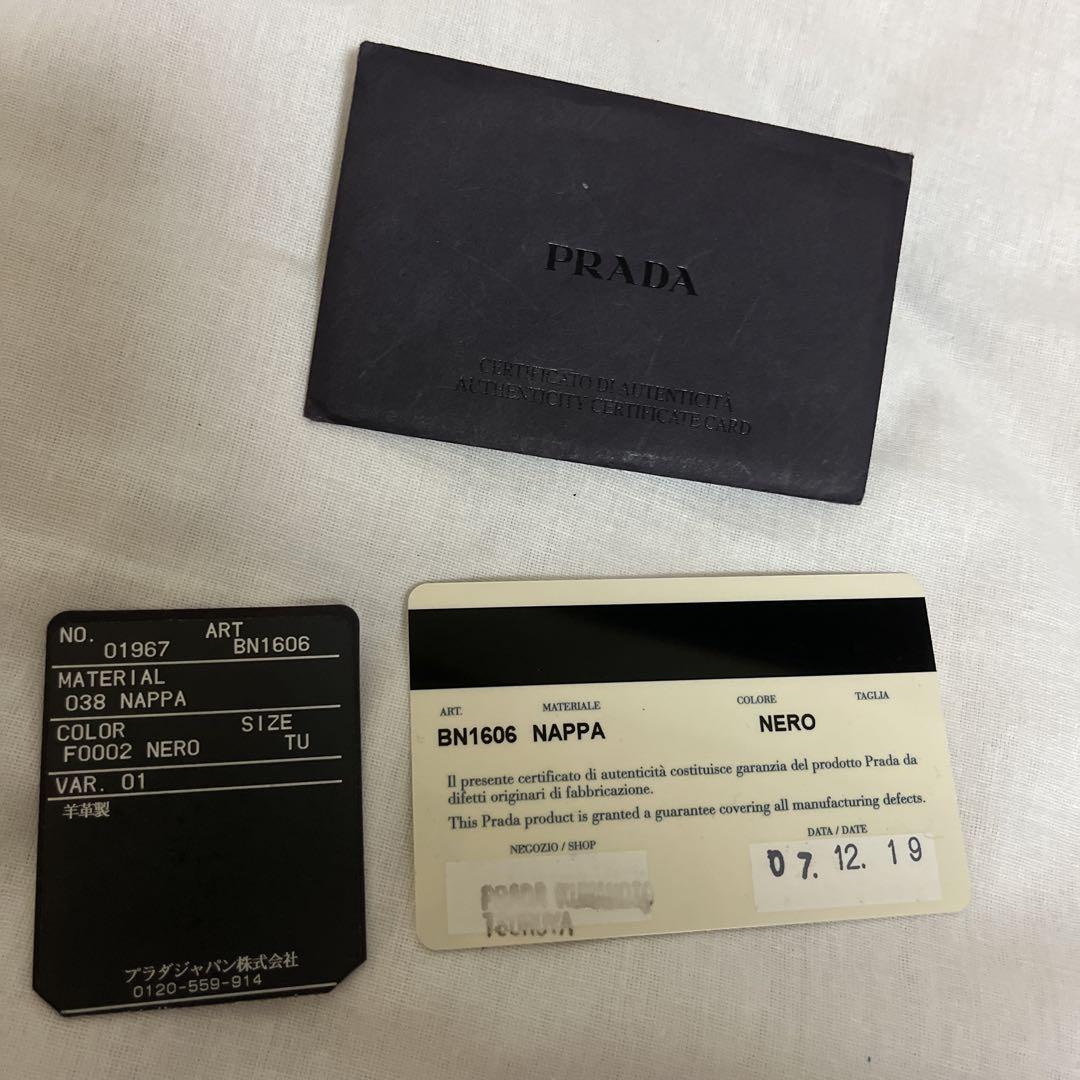 PRADA
CERTIFICATO DI AUTENTICITÀ
AUTHENTICITY CERTIFICATE CARD
NO. ART
01967 BN1606
MATERIAL
038 NAPPA
COLOR SIZE
F0002 NERO TU
VAR. 01
羊革製
プラダジャパン株式会社
0120-559-914
ART. MATERIALE COLORE TAGLIA
BN1606 NAPPA NERO
Il presente certificato di autenticità costituisce garanzia del prodotto Prada da
difetti originari di fabbricazione.
This Prada product is granted a guarantee covering all manufacturing defects.
NEGOZIO / SHOP DATA / DATE
PRADA 07. 12. 19